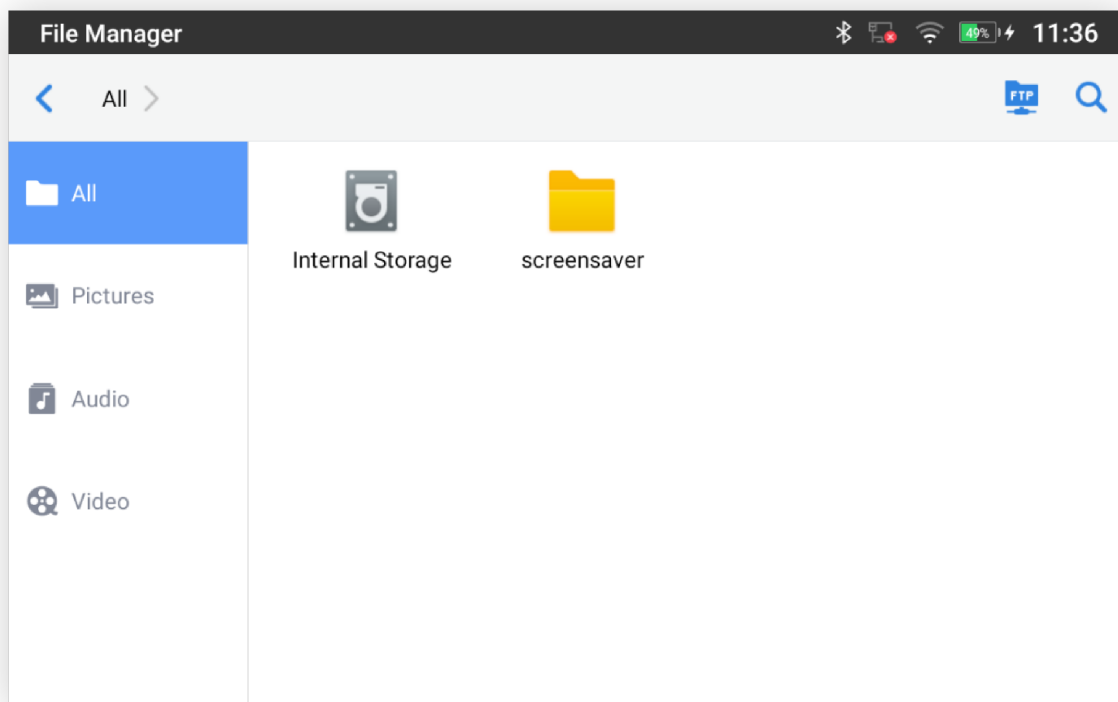 File Manager
49%
11:36
All
FTP
All
Internal Storage
screensaver
Pictures
Audio
Video